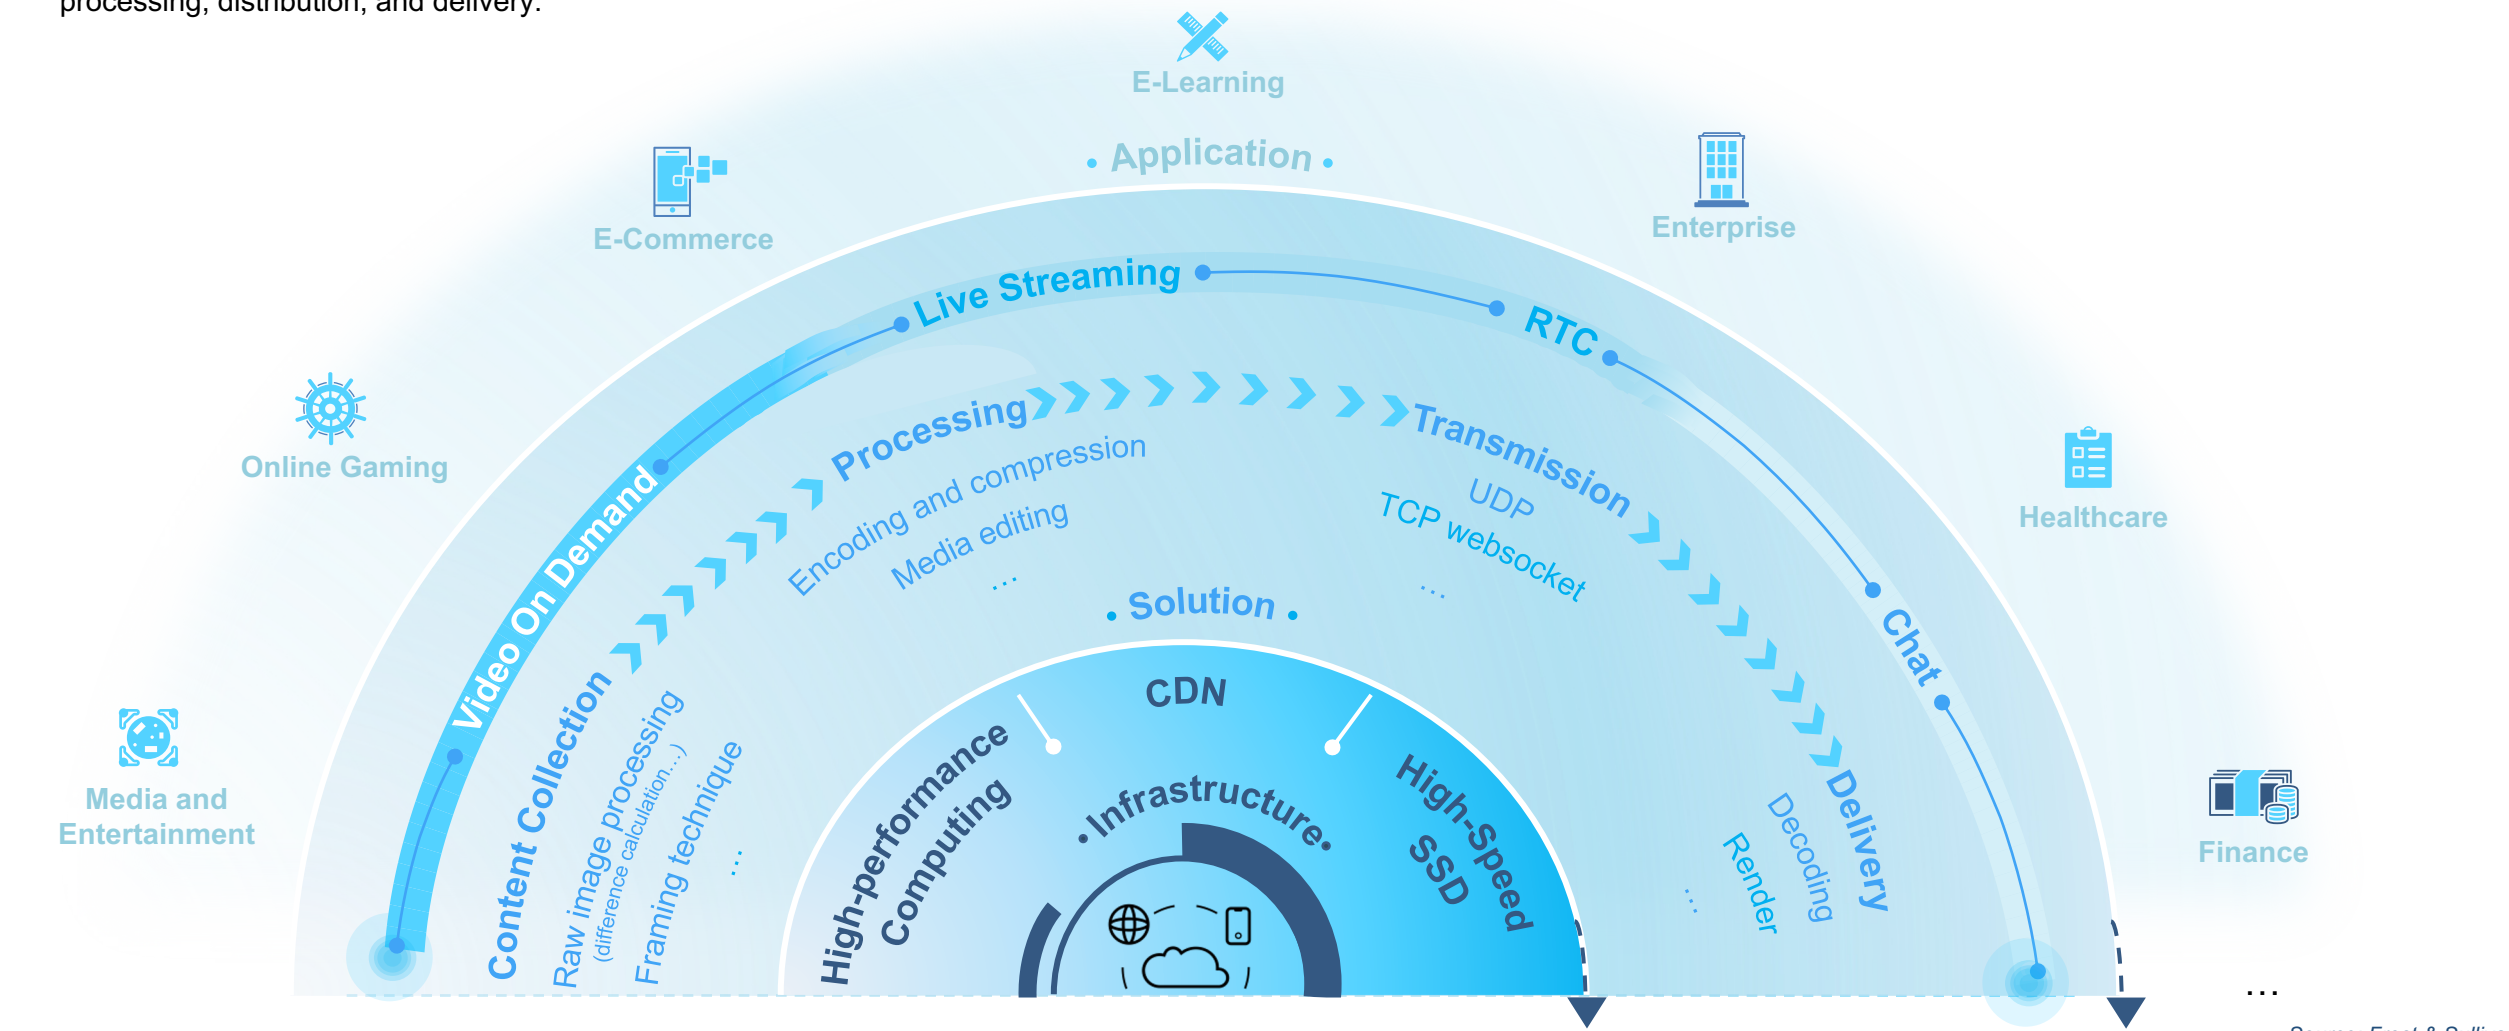 processing, distribution, and delivery.
E-Learning
• Application •
E-Commerce
Enterprise
Online Gaming
Healthcare
Media and
Entertainment
Finance
...
Video On Demand
Live Streaming
RTC
Chat
Content Collection
Raw image processing
(difference calculation...)
Framing technique
...
Processing
Encoding and compression
Media editing
...
Transmission
UDP
TCP websocket
...
Delivery
Decoding
Render
...
• Solution •
High-performance
Computing
CDN
High-Speed
SSD
• Infrastructure •